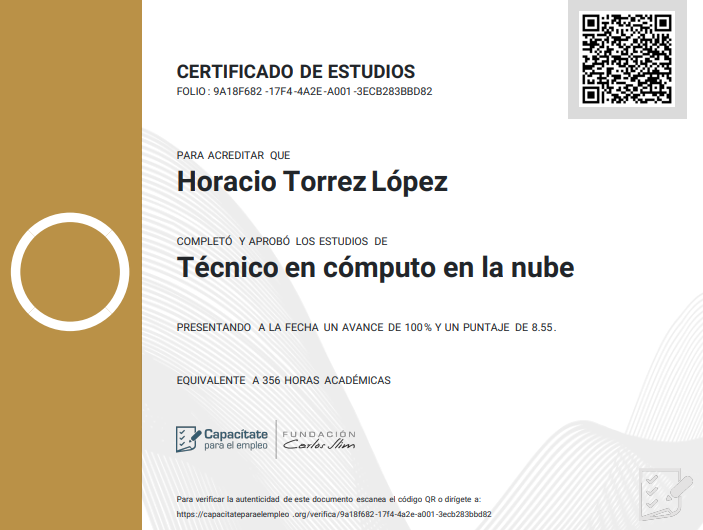 CERTIFICADO DE ESTUDIOS
FOLIO: 9A18F682-17F4-4A2E-A001-3ECB283BBD82
PARA ACREDITAR QUE
Horacio Torrez López
COMPLETÓ Y APROBÓ LOS ESTUDIOS DE
Técnico en cómputo en la nube
PRESENTANDO A LA FECHA UN AVANCE DE 100% Y UN PUNTAJE DE 8.55.
EQUIVALENTE A 356 HORAS ACADÉMICAS
Capacítate para el empleo
FUNDACIÓN Carlos Slim
Para verificar la autenticidad de este documento escanea el código QR o dirígete a:
https://capacitateparaelempleo.org/verifica/9a18f682-17f4-4a2e-a001-3ecb283bbd82